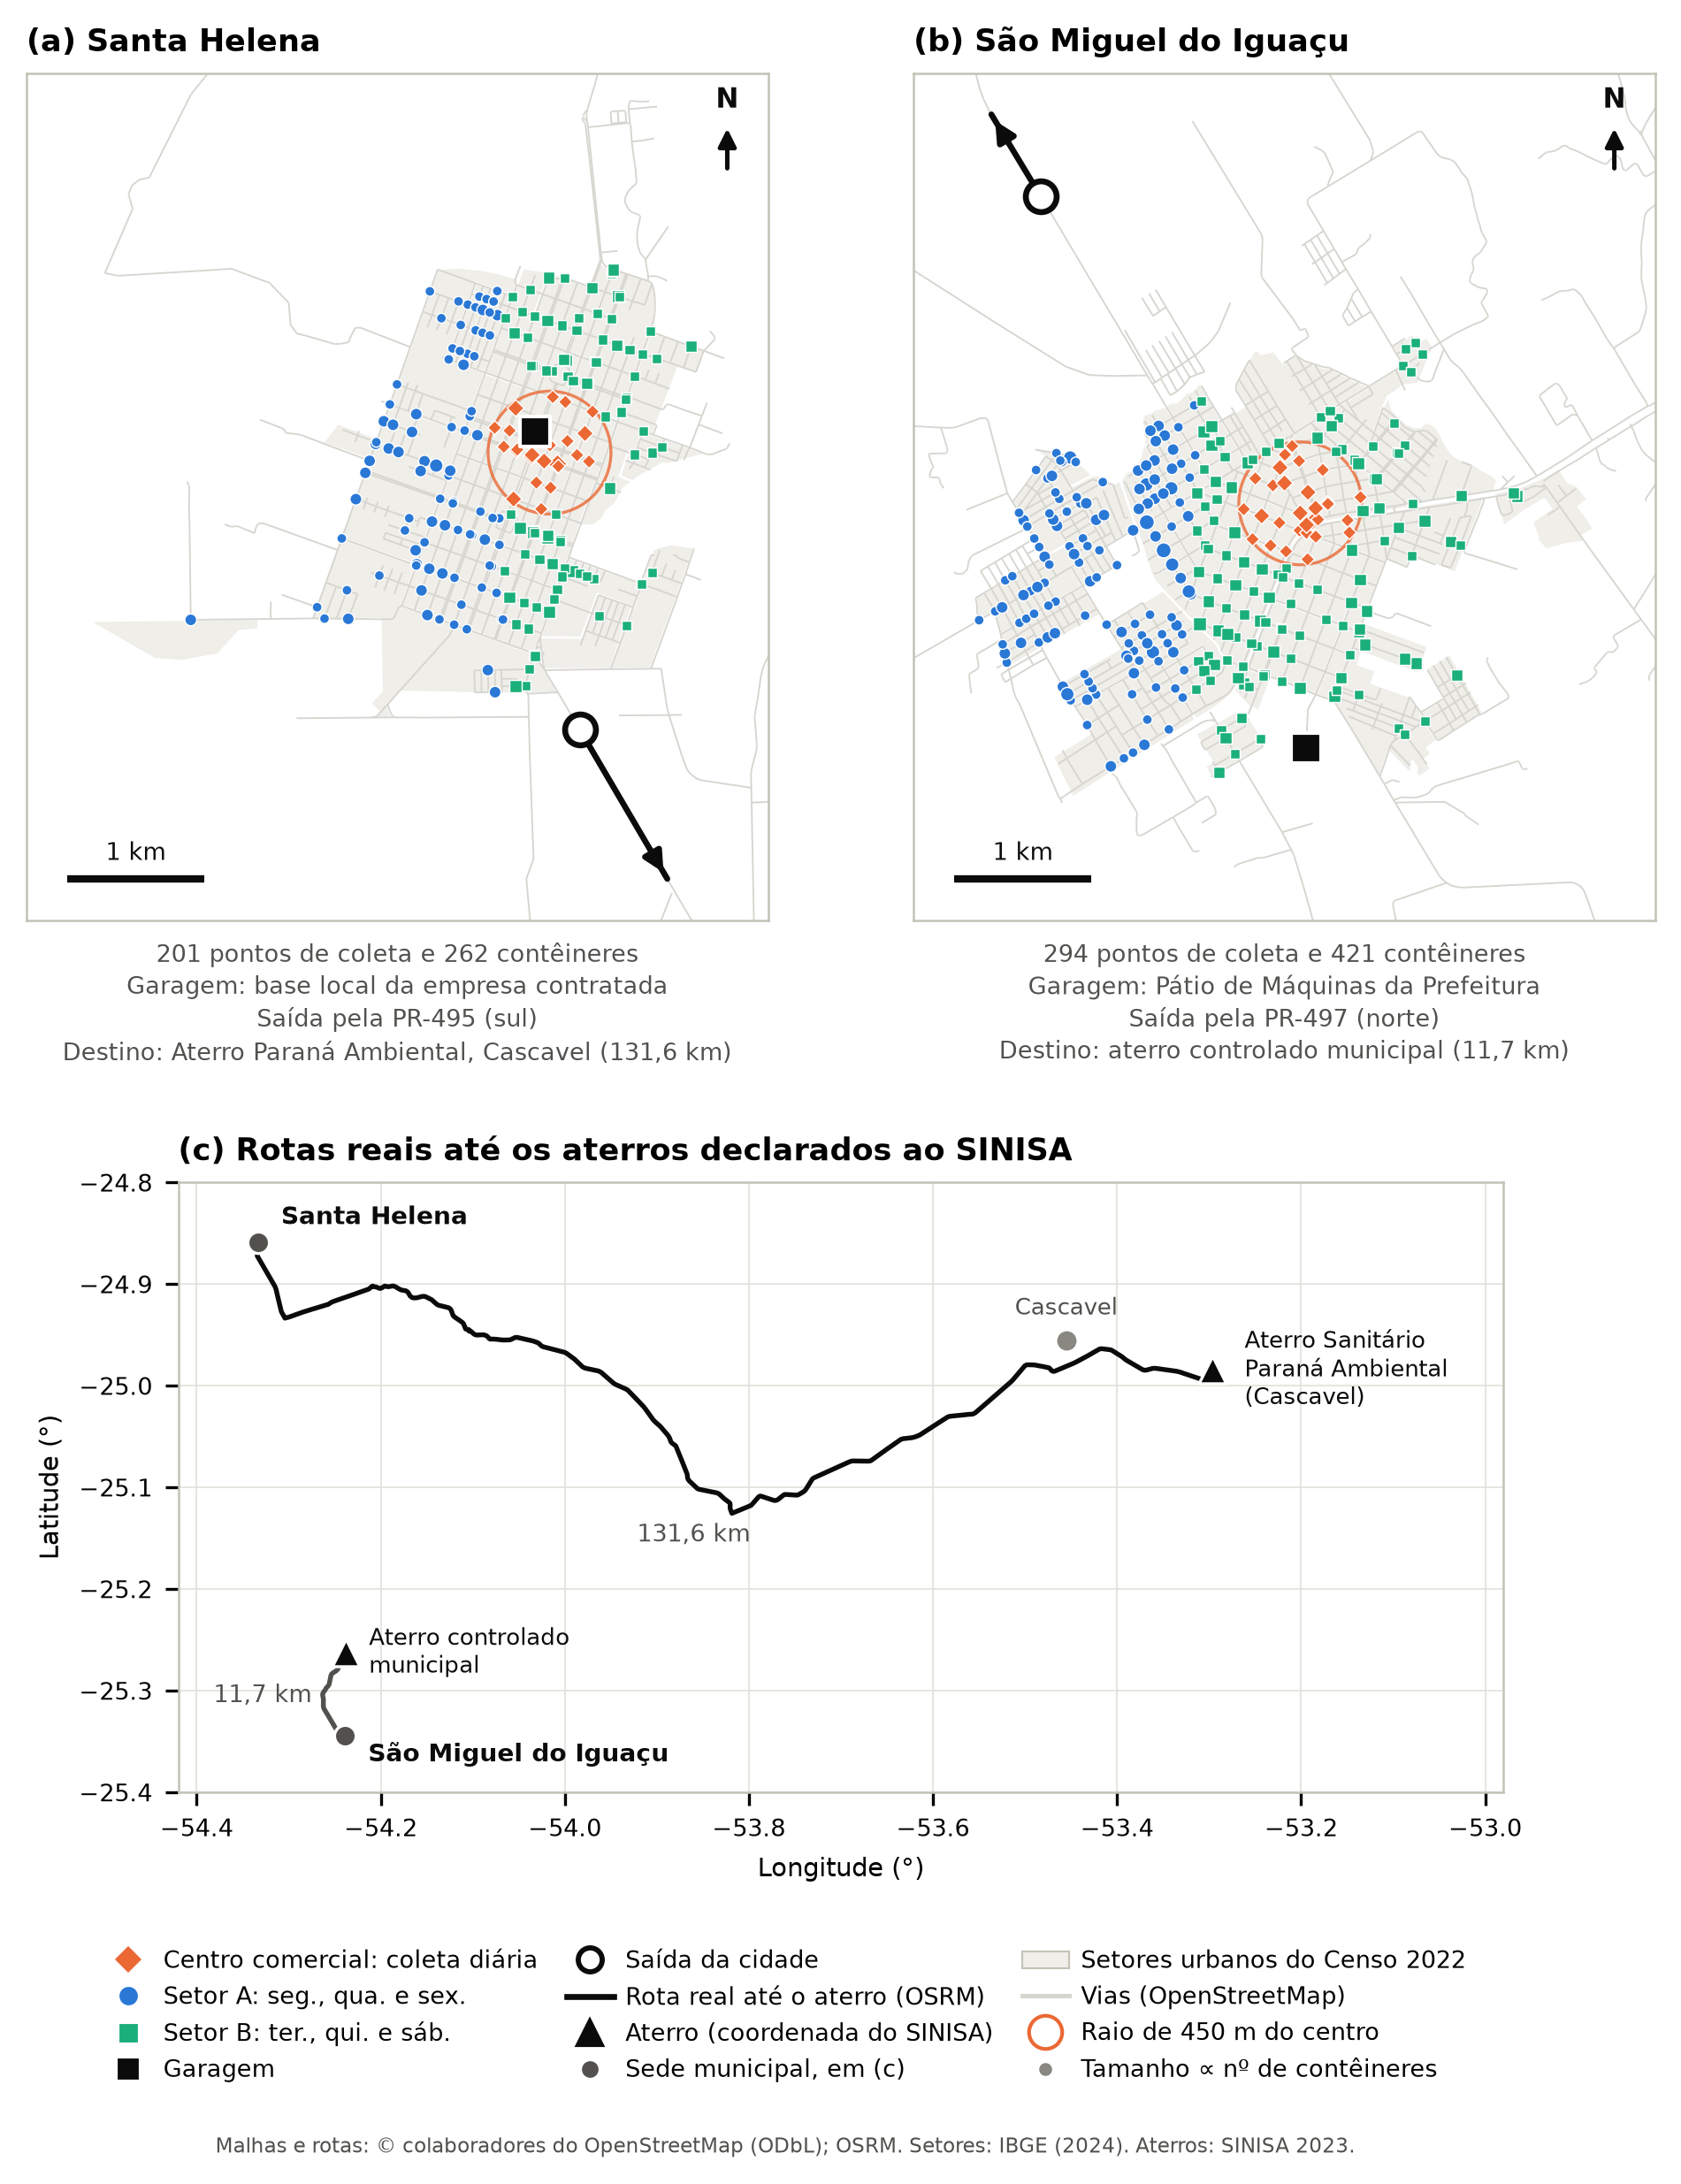 (a) Santa Helena
N
1 km
201 pontos de coleta e 262 contêineres
Garagem: base local da empresa contratada
Saída pela PR-495 (sul)
Destino: Aterro Paraná Ambiental, Cascavel (131,6 km)
(b) São Miguel do Iguaçu
N
1 km
294 pontos de coleta e 421 contêineres
Garagem: Pátio de Máquinas da Prefeitura
Saída pela PR-497 (norte)
Destino: aterro controlado municipal (11,7 km)
(c) Rotas reais até os aterros declarados ao SINISA
−24.8
−24.9
−25.0
−25.1
−25.2
−25.3
−25.4
Latitude (°)
Santa Helena
Cascavel
Aterro Sanitário
Paraná Ambiental
(Cascavel)
131,6 km
Aterro controlado
municipal
11,7 km
São Miguel do Iguaçu
−54.4
−54.2
−54.0
−53.8
−53.6
−53.4
−53.2
−53.0
Longitude (°)
Centro comercial: coleta diária
Setor A: seg., qua. e sex.
Setor B: ter., qui. e sáb.
Garagem
Saída da cidade
Rota real até o aterro (OSRM)
Aterro (coordenada do SINISA)
Sede municipal, em (c)
Setores urbanos do Censo 2022
Vias (OpenStreetMap)
Raio de 450 m do centro
Tamanho ∝ nº de contêineres
Malhas e rotas: © colaboradores do OpenStreetMap (ODbL); OSRM. Setores: IBGE (2024). Aterros: SINISA 2023.